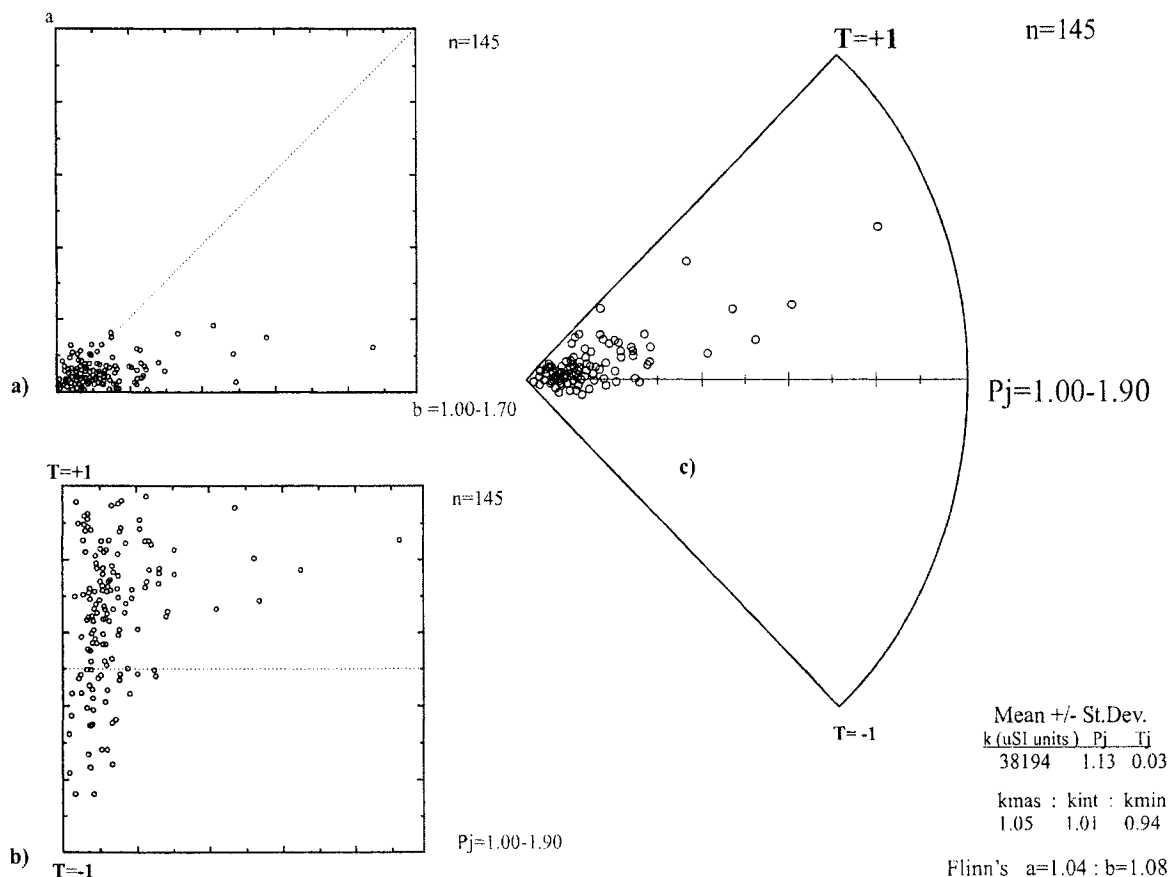 a
n=145
a)
b =1.00-1.70
T=+1
n=145
b)
T=-1
Pj=1.00-1.90
T=+1
n=145
Pj=1.00-1.90
c)
T= -1
Mean +/- St.Dev.
k (uSI units ) Pj Tj
38194 1.13 0.03
kmas : kint : kmin
1.05 1.01 0.94
Flinn's a=1.04 : b=1.08